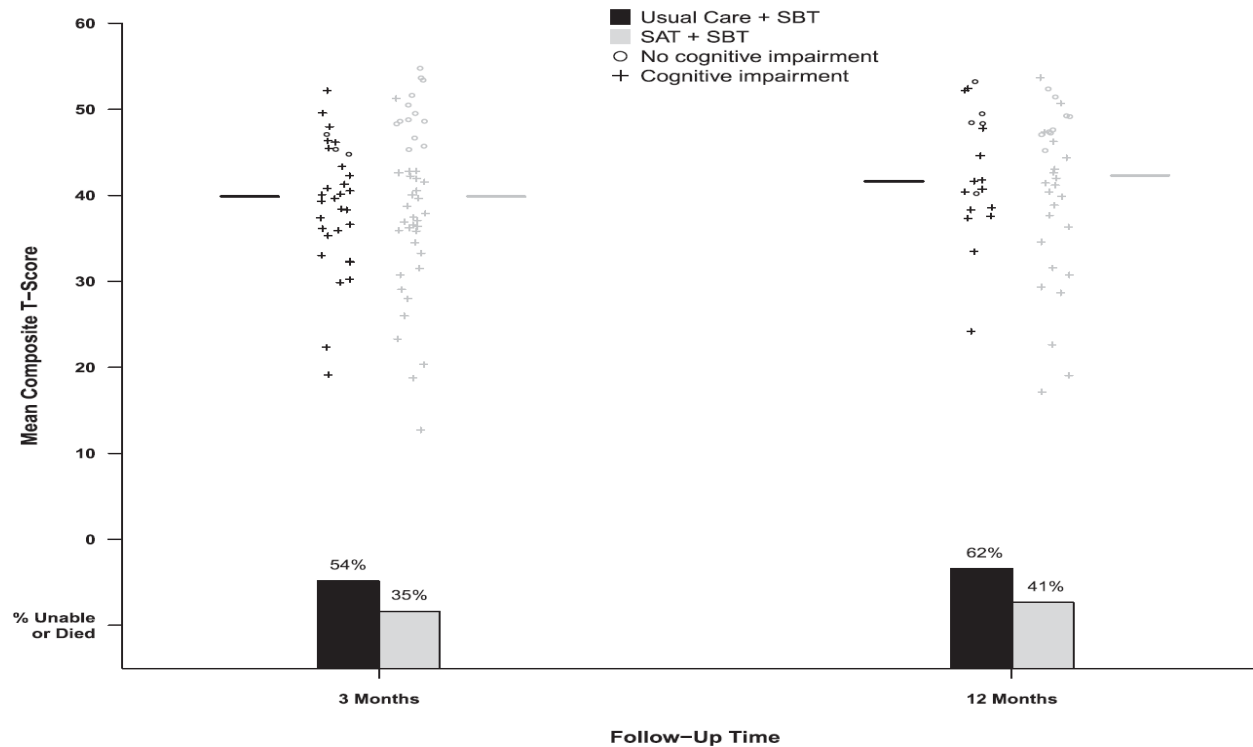 Usual Care + SBT
SAT + SBT
No cognitive impairment
Cognitive impairment
Mean Composite T-Score
60
50
40
30
20
10
0
% Unable
or Died
54%
35%
62%
41%
3 Months
12 Months
Follow-Up Time